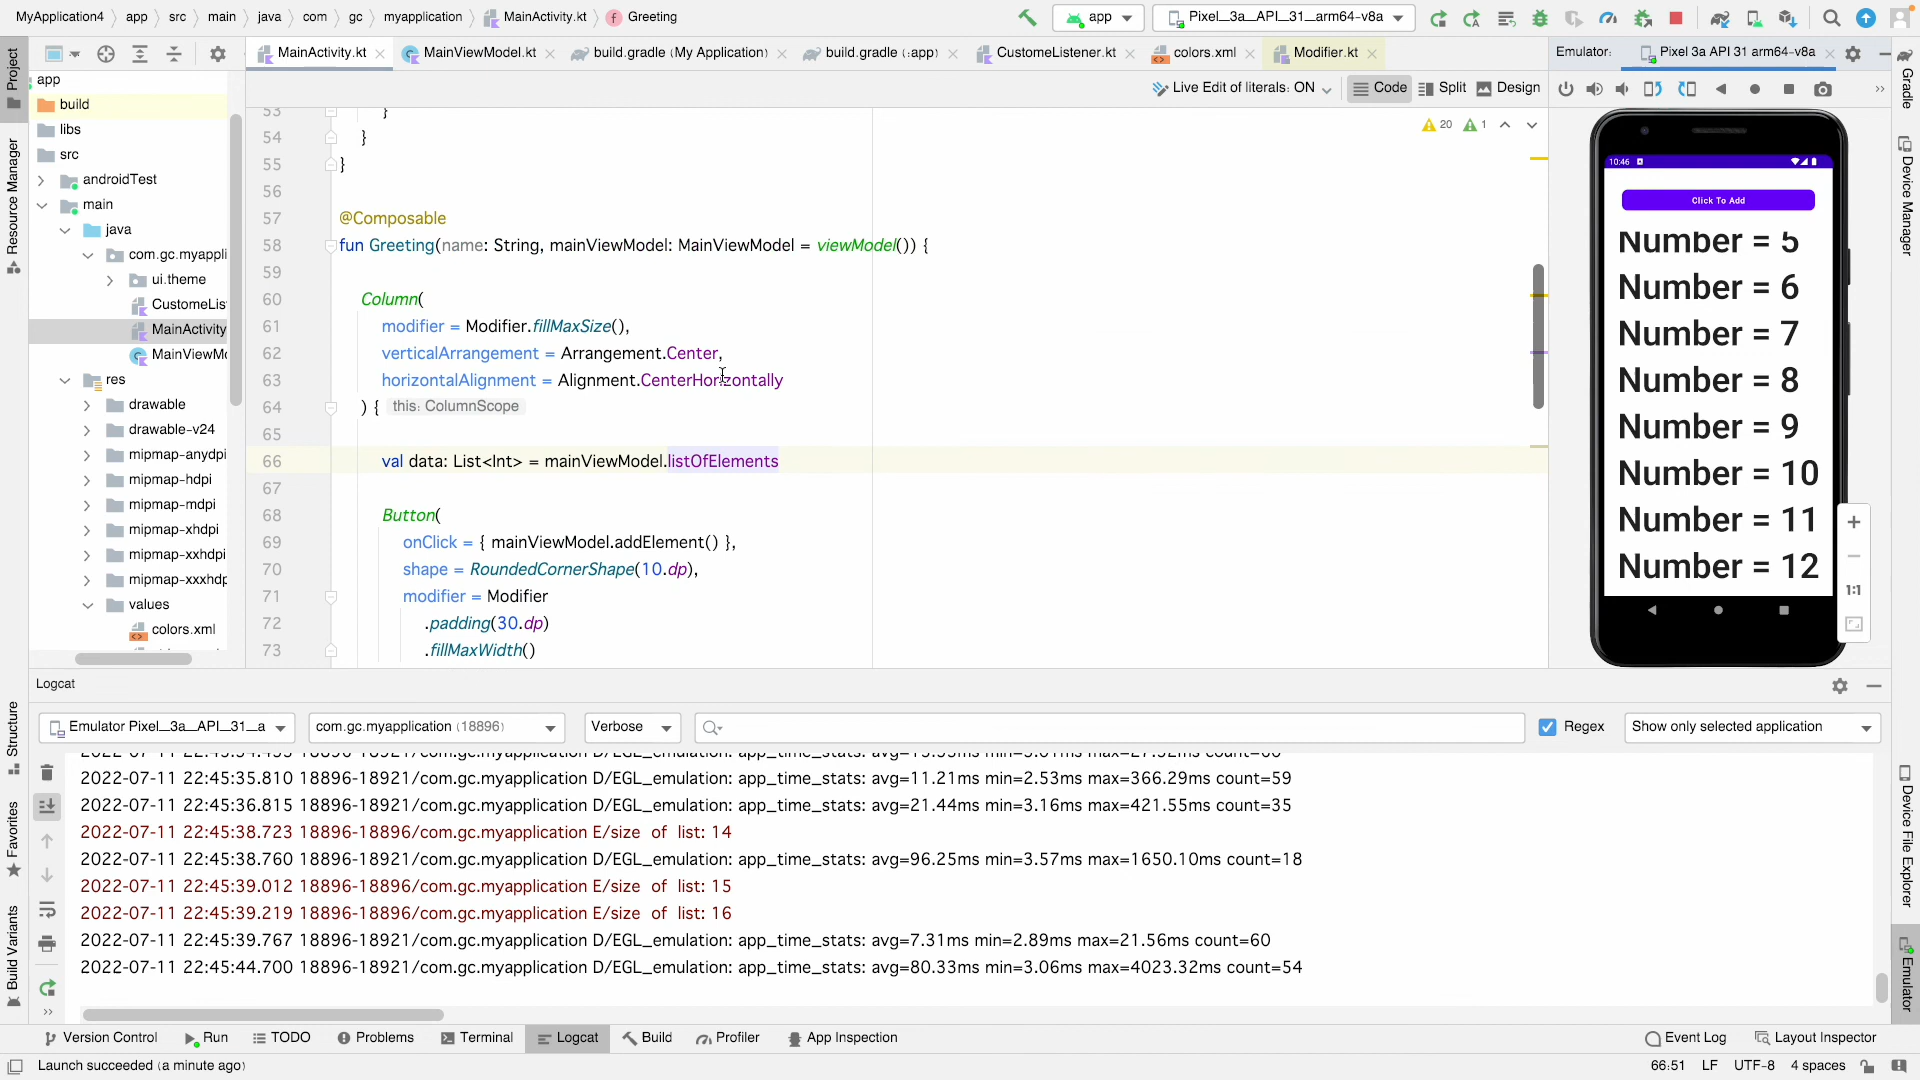 MyApplication4 app src main java com gc myapplication MainActivity.kt Greeting
app Pixel_3a_API_31_arm64-v8a
MainActivity.kt MainViewModel.kt build.gradle (My Application) build.gradle (:app) CustomeListener.kt colors.xml Modifier.kt
Emulator: Pixel 3a API 31 arm64-v8a
Live Edit of literals: ON Code Split Design
20 1
Project
Resource Manager
Structure
Favorites
Build Variants
app
build
libs
src
androidTest
main
java
com.gc.myappli
ui.theme
CustomeLis
MainActivity
MainViewMo
res
drawable
drawable-v24
mipmap-anydpi
mipmap-hdpi
mipmap-mdpi
mipmap-xhdpi
mipmap-xxhdpi
mipmap-xxxhdp
values
colors.xml
53 }
54 }
55 }
56
57 @Composable
58 fun Greeting(name: String, mainViewModel: MainViewModel = viewModel()) {
59
60 Column(
61 modifier = Modifier.fillMaxSize(),
62 verticalArrangement = Arrangement.Center,
63 horizontalAlignment = Alignment.CenterHorizontally
64 ) { this: ColumnScope
65
66 val data: List<Int> = mainViewModel.listOfElements
67
68 Button(
69 onClick = { mainViewModel.addElement() },
70 shape = RoundedCornerShape(10.dp),
71 modifier = Modifier
72 .padding(30.dp)
73 .fillMaxWidth()
10:46
Click To Add
Number = 5
Number = 6
Number = 7
Number = 8
Number = 9
Number = 10
Number = 11
Number = 12
1:1
Gradle
Device Manager
Device File Explorer
Emulator
Logcat
Emulator Pixel_3a_API_31_a com.gc.myapplication (18896) Verbose Regex Show only selected application
2022-07-11 22:45:35.810 18896-18921/com.gc.myapplication D/EGL_emulation: app_time_stats: avg=11.21ms min=2.53ms max=366.29ms count=59
2022-07-11 22:45:36.815 18896-18921/com.gc.myapplication D/EGL_emulation: app_time_stats: avg=21.44ms min=3.16ms max=421.55ms count=35
2022-07-11 22:45:38.723 18896-18896/com.gc.myapplication E/size of list: 14
2022-07-11 22:45:38.760 18896-18921/com.gc.myapplication D/EGL_emulation: app_time_stats: avg=96.25ms min=3.57ms max=1650.10ms count=18
2022-07-11 22:45:39.012 18896-18896/com.gc.myapplication E/size of list: 15
2022-07-11 22:45:39.219 18896-18896/com.gc.myapplication E/size of list: 16
2022-07-11 22:45:39.767 18896-18921/com.gc.myapplication D/EGL_emulation: app_time_stats: avg=7.31ms min=2.89ms max=21.56ms count=60
2022-07-11 22:45:44.700 18896-18921/com.gc.myapplication D/EGL_emulation: app_time_stats: avg=80.33ms min=3.06ms max=4023.32ms count=54
Version Control Run TODO Problems Terminal Logcat Build Profiler App Inspection Event Log Layout Inspector
Launch succeeded (a minute ago) 66:51 LF UTF-8 4 spaces